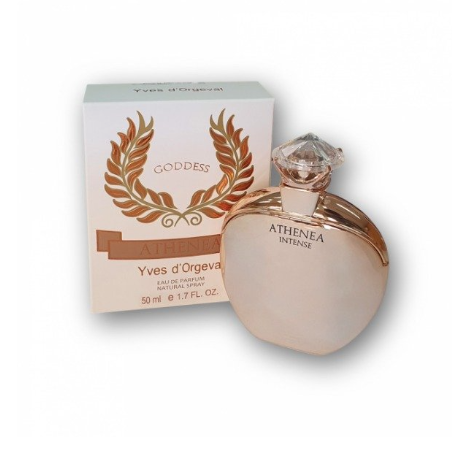 Yves d'Orgeval
GODDESS
ATHENEA
Yves d'Orgeval
EAU DE PARFUM
NATURAL SPRAY
50 ml e 1.7 FL. OZ.
ATHENEA
INTENSE